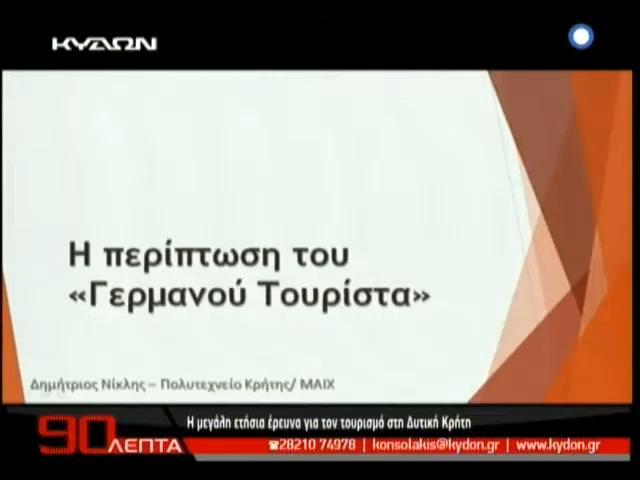 ΚΥΔΩΝ
Η περίπτωση του
«Γερμανού Τουρίστα»
Δημήτριος Νίκλης – Πολυτεχνείο Κρήτης/ ΜΑΙΧ
Η μεγάλη ετήσια έρευνα για τον τουρισμό στη Δυτική Κρήτη
90 ΛΕΠΤΑ
☎28210 74978 | konsolakis@kydon.gr | www.kydon.gr